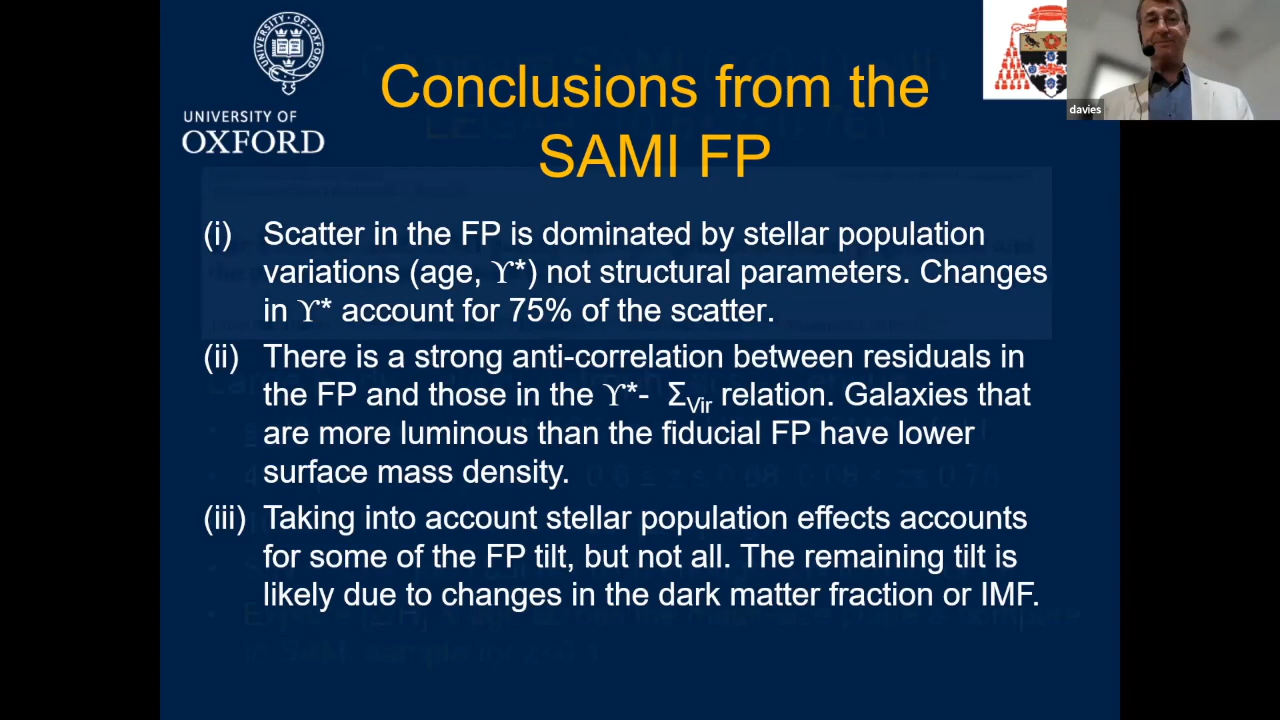 UNIVERSITY OF
OXFORD
Conclusions from the
SAMI FP
davies
(i) Scatter in the FP is dominated by stellar population
variations (age, ϒ*) not structural parameters. Changes
in ϒ* account for 75% of the scatter.
(ii) There is a strong anti-correlation between residuals in
the FP and those in the ϒ*- ΣVir relation. Galaxies that
are more luminous than the fiducial FP have lower
surface mass density.
(iii) Taking into account stellar population effects accounts
for some of the FP tilt, but not all. The remaining tilt is
likely due to changes in the dark matter fraction or IMF.